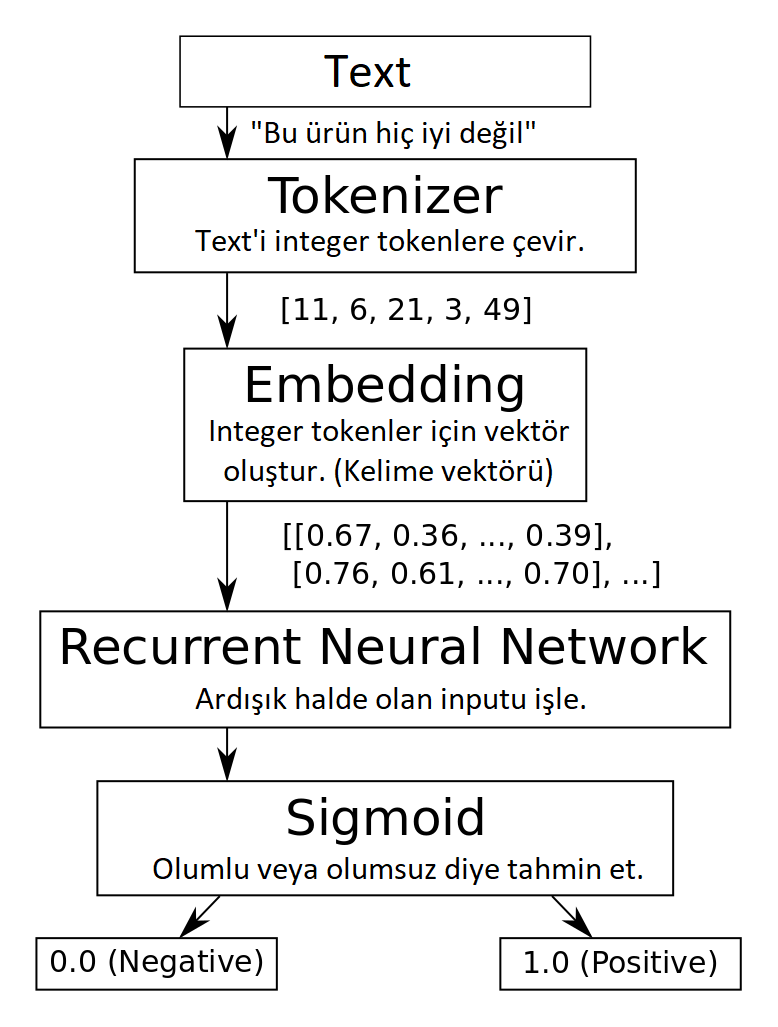 Text
"Bu ürün hiç iyi değil"
Tokenizer
Text'i integer tokenlere çevir.
[11, 6, 21, 3, 49]
Embedding
Integer tokenler için vektör
oluştur. (Kelime vektörü)
[[0.67, 0.36, ..., 0.39],
[0.76, 0.61, ..., 0.70], ...]
Recurrent Neural Network
Ardışık halde olan inputu işle.
Sigmoid
Olumlu veya olumsuz diye tahmin et.
0.0 (Negative)
1.0 (Positive)